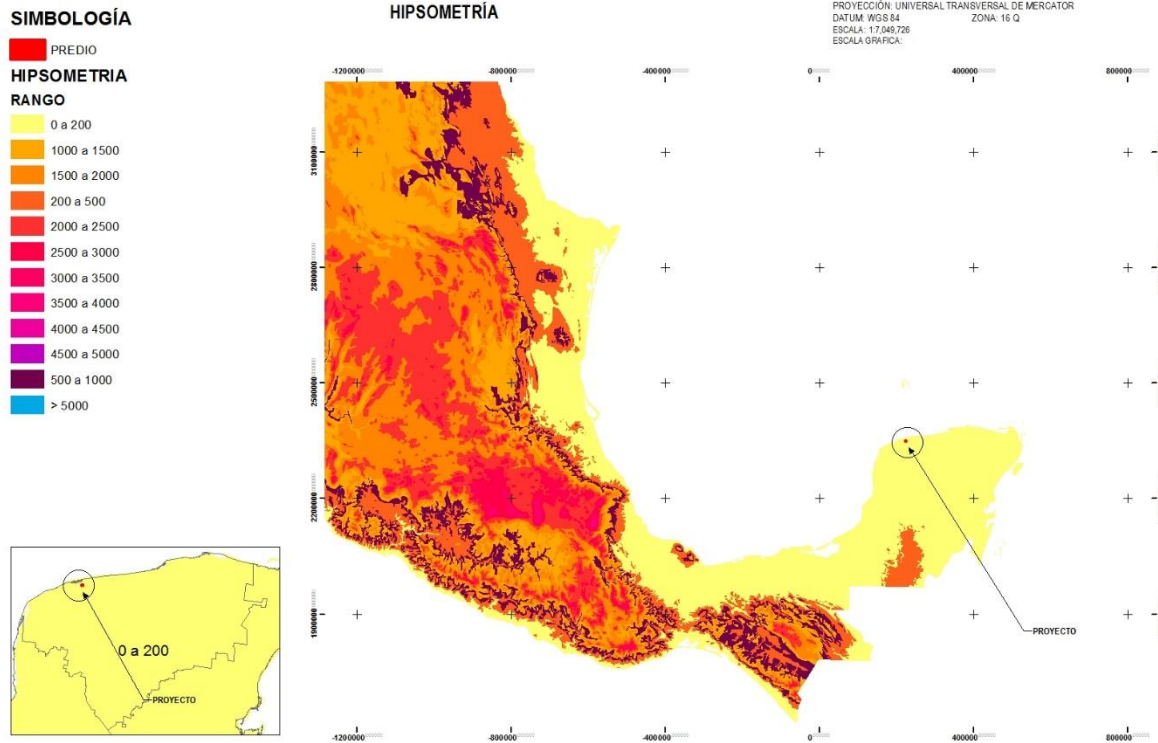 SIMBOLOGÍA
PREDIO
HIPSOMETRIA
RANGO
0 a 200
1000 a 1500
1500 a 2000
200 a 500
2000 a 2500
2500 a 3000
3000 a 3500
3500 a 4000
4000 a 4500
4500 a 5000
500 a 1000
> 5000
HIPSOMETRÍA
PROYECCIÓN: UNIVERSAL TRANSVERSAL DE MERCATOR
DATUM: WGS 84 ZONA: 16 Q
ESCALA: 1:7,049,726
ESCALA GRAFICA:
-1200000 -800000 -400000 0 400000 800000
3100000
2800000
2500000
2200000
1900000
PROYECTO
-1200000 -800000 -400000 0 400000 800000
0 a 200
PROYECTO